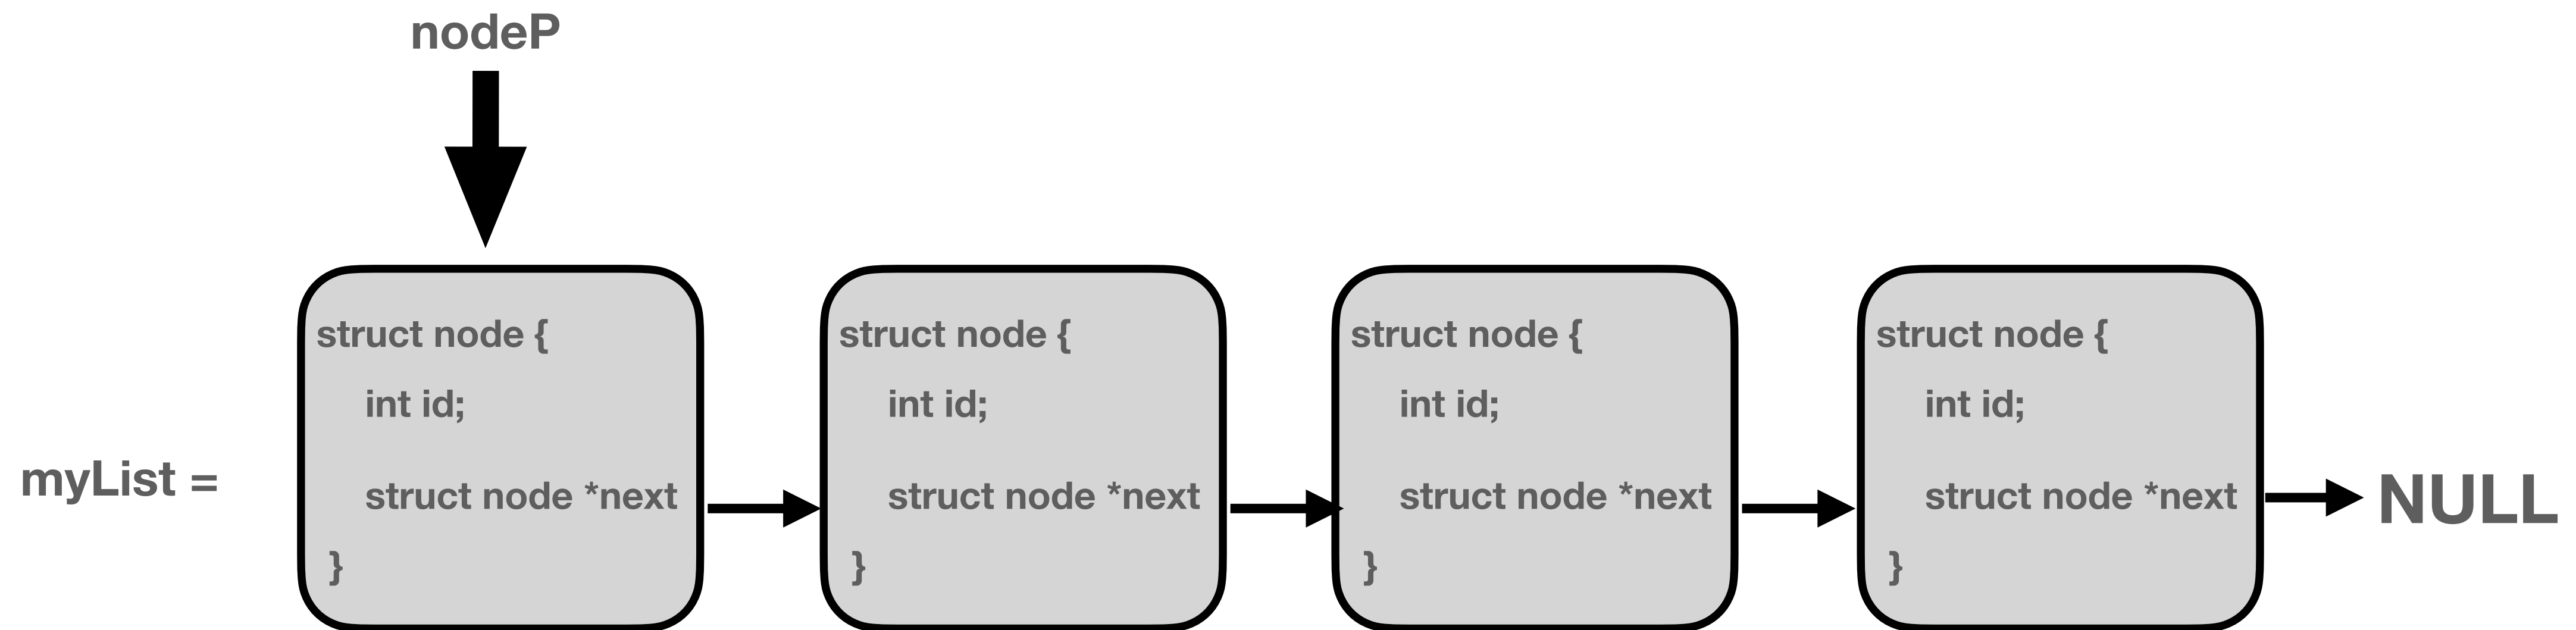 nodeP
myList =
struct node {
int id;
struct node *next
}
struct node {
int id;
struct node *next
}
struct node {
int id;
struct node *next
}
struct node {
int id;
struct node *next
}
NULL